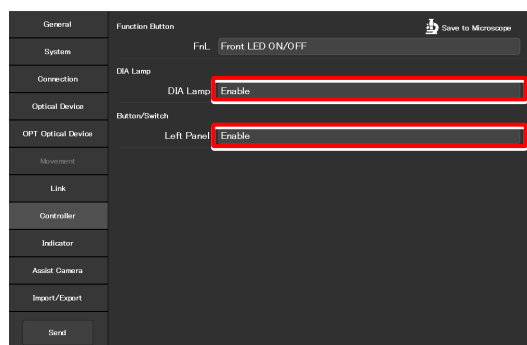 General
System
Connection
Optical Device
OPT Optical Device
Movement
Link
Controller
Indicator
Assist Camera
Import/Export
Send
Function Button
Save to Microscope
FnL Front LED ON/OFF
DIA Lamp
DIA Lamp Enable
Button/Switch
Left Panel Enable